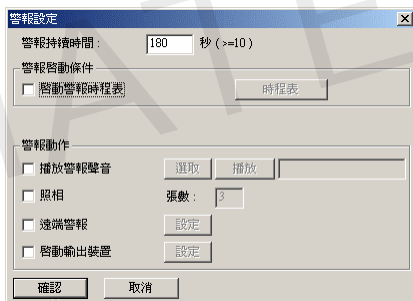 警報設定
警報持續時間： 180 秒 (>=10)
警報啓動條件
啓動警報時程表 時程表
警報動作
播放警報聲音 選取 播放
照相 張數： 3
遠端警報 設定
啓動輸出裝置 設定
確認 取消